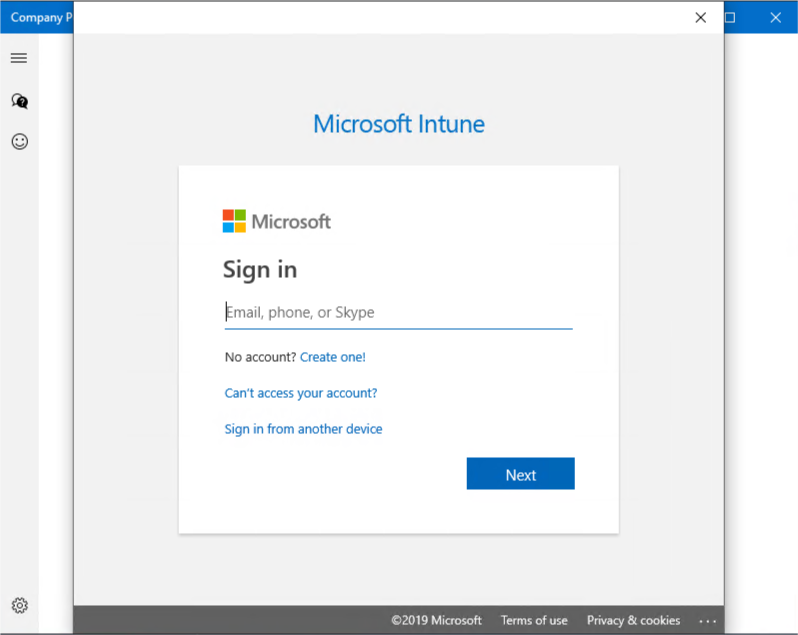 Company P
Microsoft Intune
Microsoft
Sign in
Email, phone, or Skype
No account? Create one!
Can't access your account?
Sign in from another device
Next
©2019 Microsoft Terms of use Privacy & cookies ...